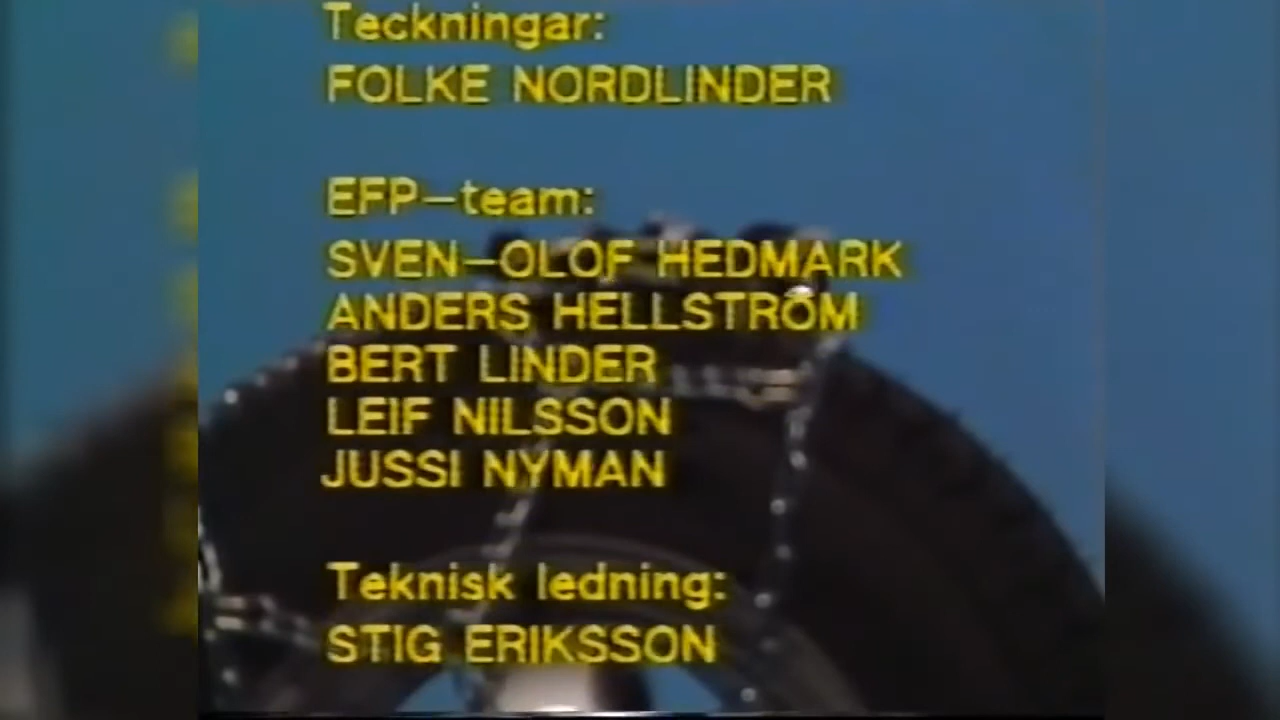 Teckningar:
FOLKE NORDLINDER
EFP-team:
SVEN-OLOF HEDMARK
ANDERS HELLSTRÖM
BERT LINDER
LEIF NILSSON
JUSSI NYMAN
Teknisk ledning:
STIG ERIKSSON